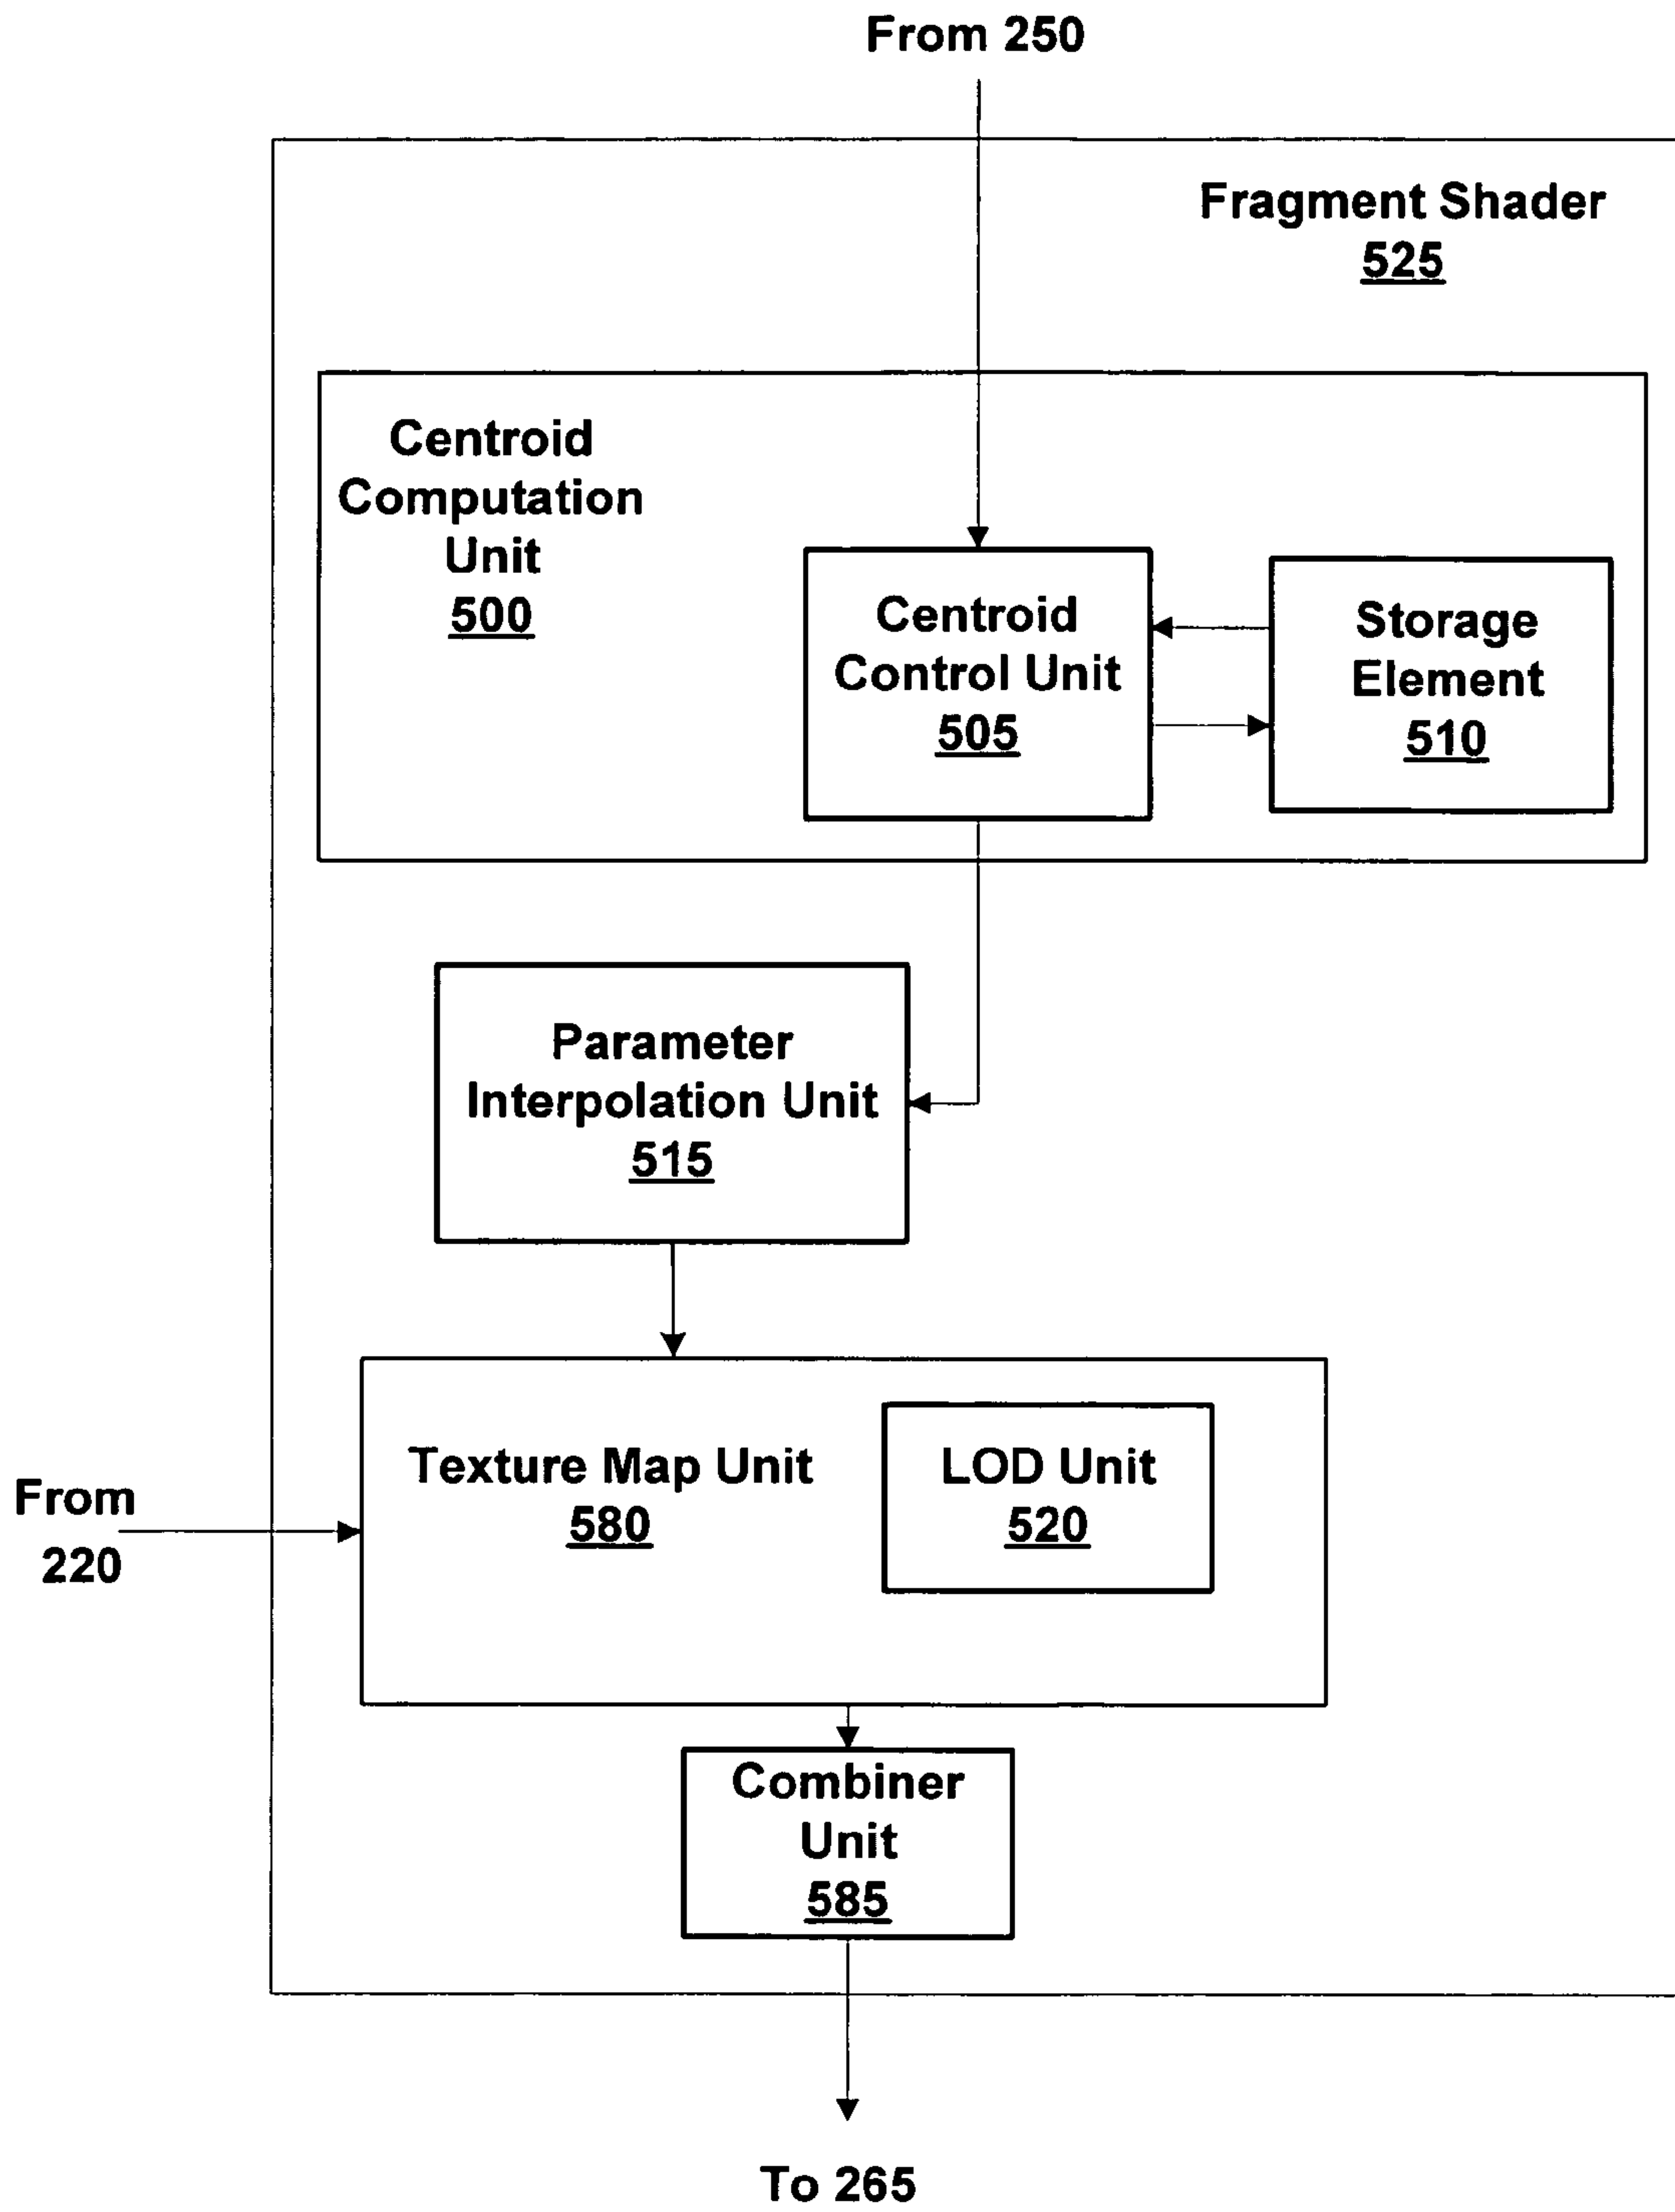 From 250
Fragment Shader
525
Centroid
Computation
Unit
500
Centroid
Control Unit
505
Storage
Element
510
Parameter
Interpolation Unit
515
Texture Map Unit
580
LOD Unit
520
From
220
Combiner
Unit
585
To 265